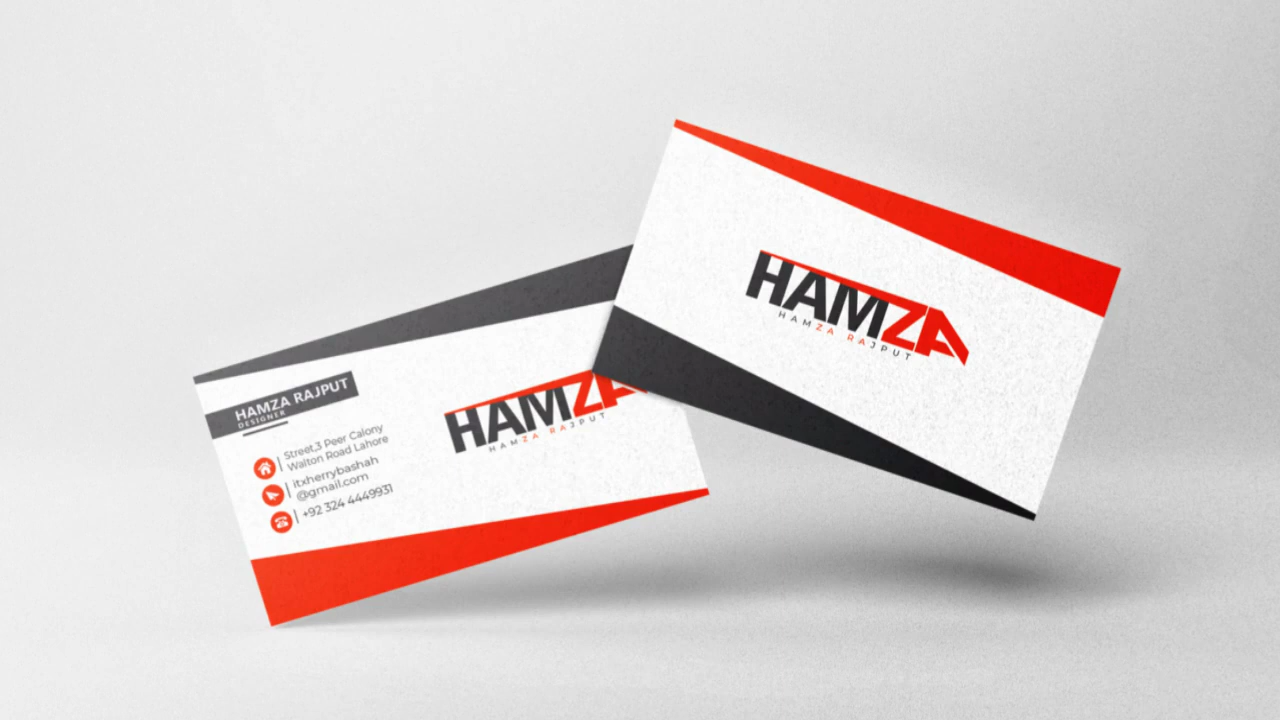 HAMZA RAJPUT
DESIGNER
Street,3 Peer Calony
Walton Road Lahore
itxherrybashah
@gmail.com
+92 324 4449931
HAMZA
HAMZA RAJPUT
HAMZA
HAMZA RAJPUT